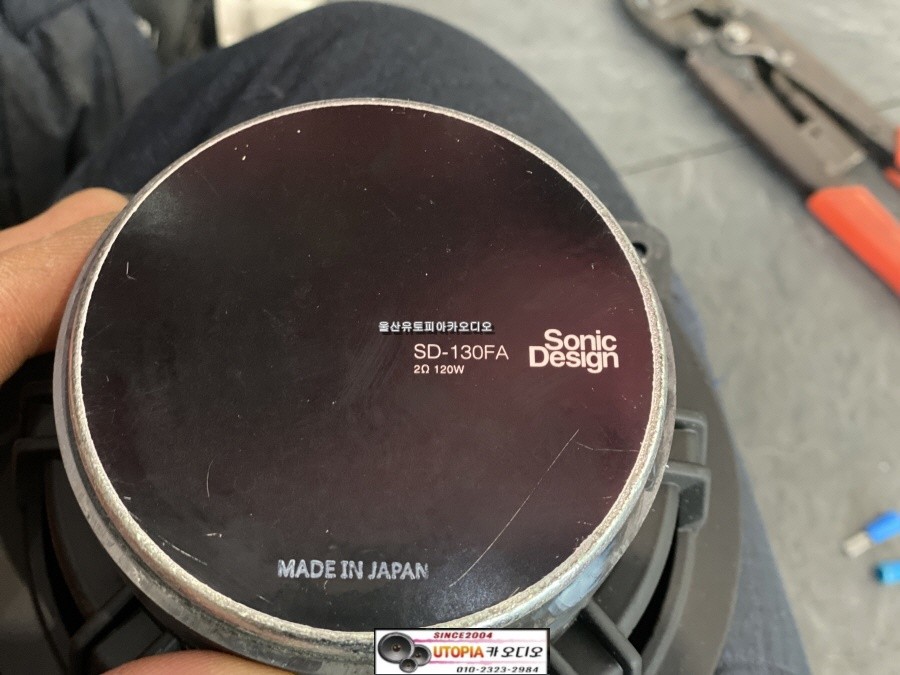 울산유토피아카오디오
SD-130FA
2Ω 120W
Sonic
Design
MADE IN JAPAN
SINCE2004
UTOPIA카오디오
010-2323-2984